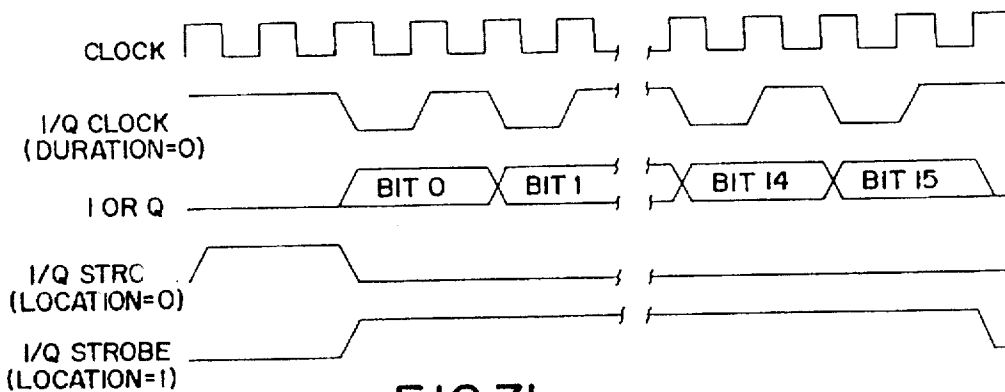 CLOCK
I/Q CLOCK
(DURATION=0)
BIT 0 BIT 1 BIT 14 BIT 15
I OR Q
I/Q STRC
(LOCATION=0)
I/Q STROBE
(LOCATION=1)